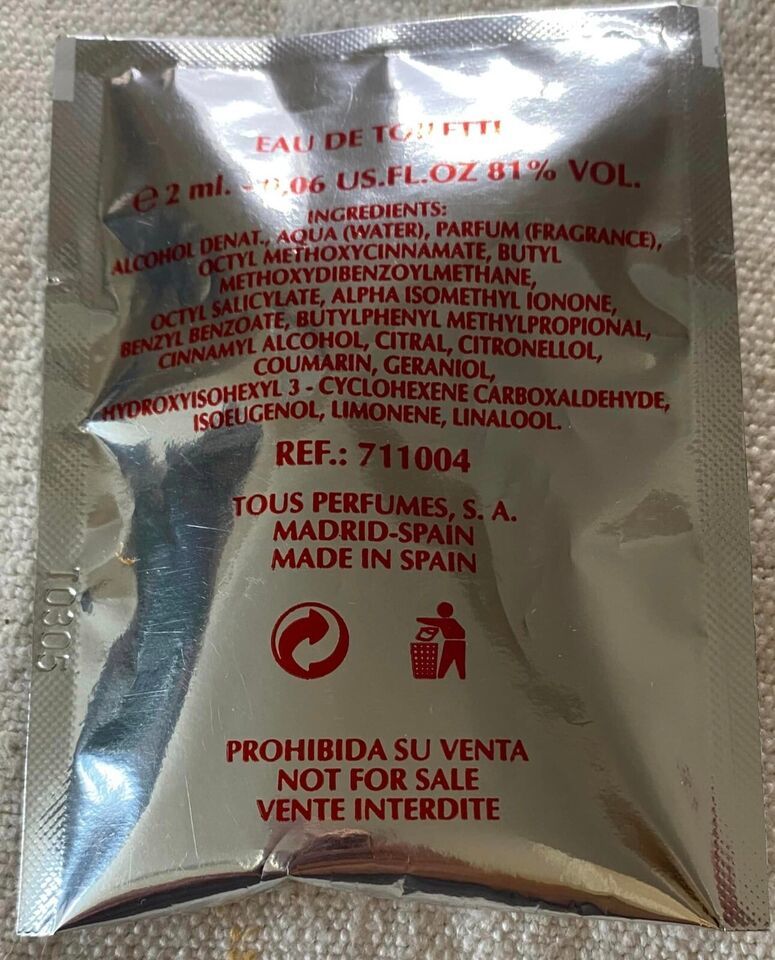 EAU DE TOILETTE
e 2 ml. - 0,06 US.FL.OZ 81% VOL.
INGREDIENTS:
ALCOHOL DENAT., AQUA (WATER), PARFUM (FRAGRANCE),
OCTYL METHOXYCINNAMATE, BUTYL
METHOXYDIBENZOYLMETHANE,
OCTYL SALICYLATE, ALPHA ISOMETHYL IONONE,
BENZYL BENZOATE, BUTYLPHENYL METHYLPROPIONAL,
CINNAMYL ALCOHOL, CITRAL, CITRONELLOL,
COUMARIN, GERANIOL,
HYDROXYISOHEXYL 3 - CYCLOHEXENE CARBOXALDEHYDE,
ISOEUGENOL, LIMONENE, LINALOOL.
REF.: 711004
TOUS PERFUMES, S. A.
MADRID-SPAIN
MADE IN SPAIN
PROHIBIDA SU VENTA
NOT FOR SALE
VENTE INTERDITE